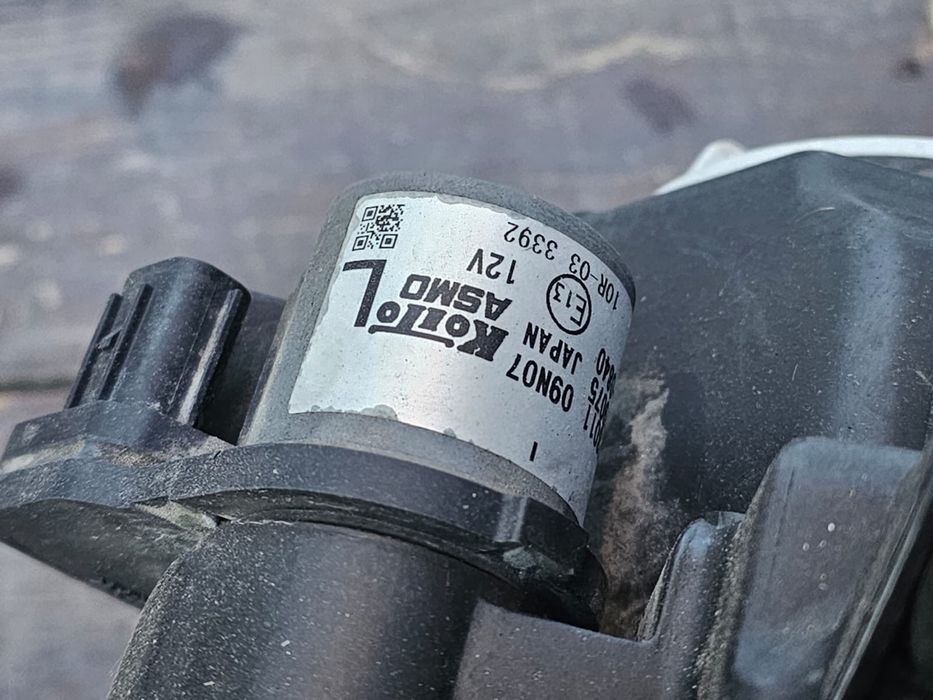 I
09N07 KOITO L
JAPAN ASMO
E13 12V
10R-03 3392